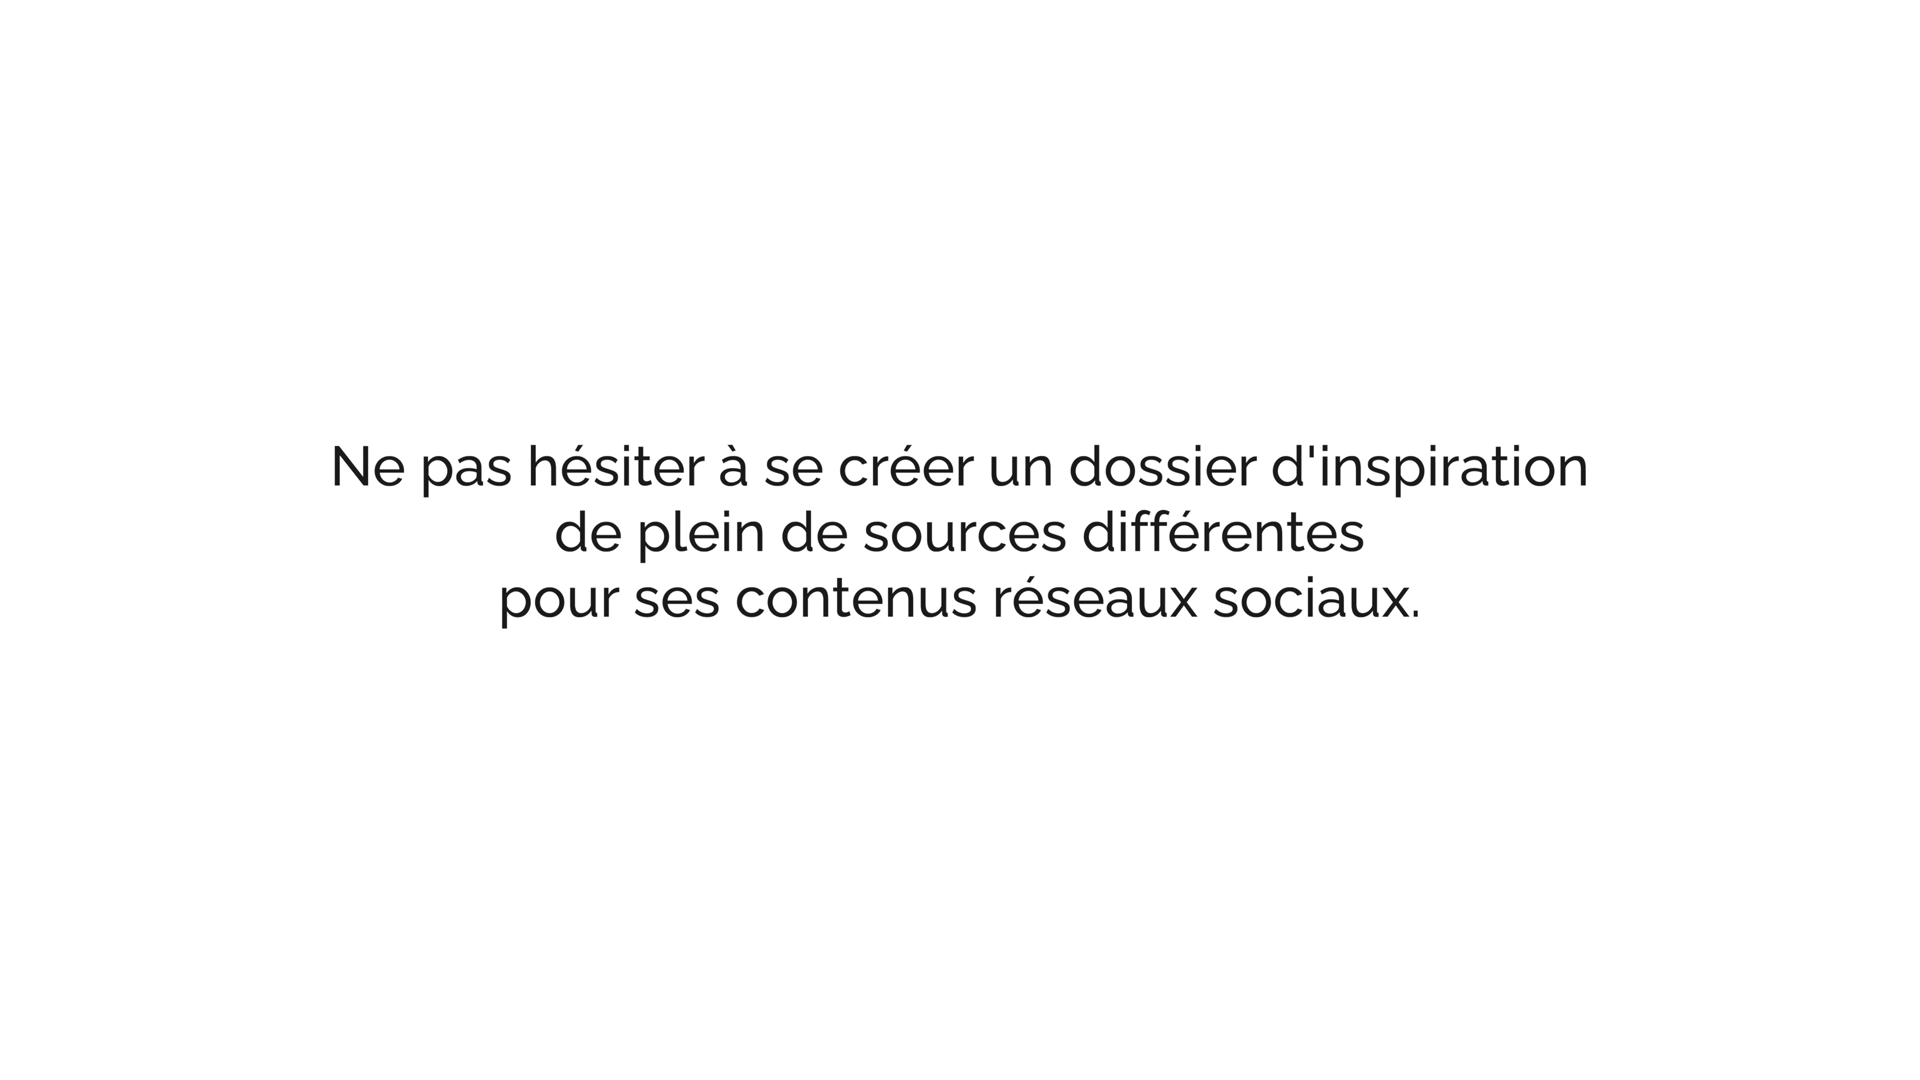 Ne pas hésiter à se créer un dossier d'inspiration
de plein de sources différentes
pour ses contenus réseaux sociaux.